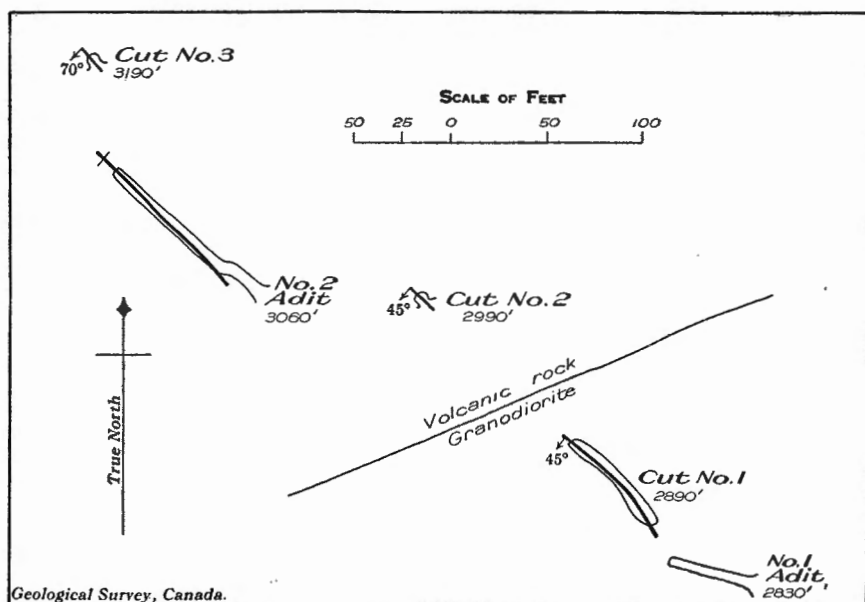 Cut No.3
70°
3190'
SCALE OF FEET
50 25 0 50 100
No.2
Adit
3060'
45°
Cut No.2
2990'
Volcanic rock
Granodiorite
True North
45°
Cut No.1
2890'
No.1
Adit
2830'
Geological Survey, Canada.